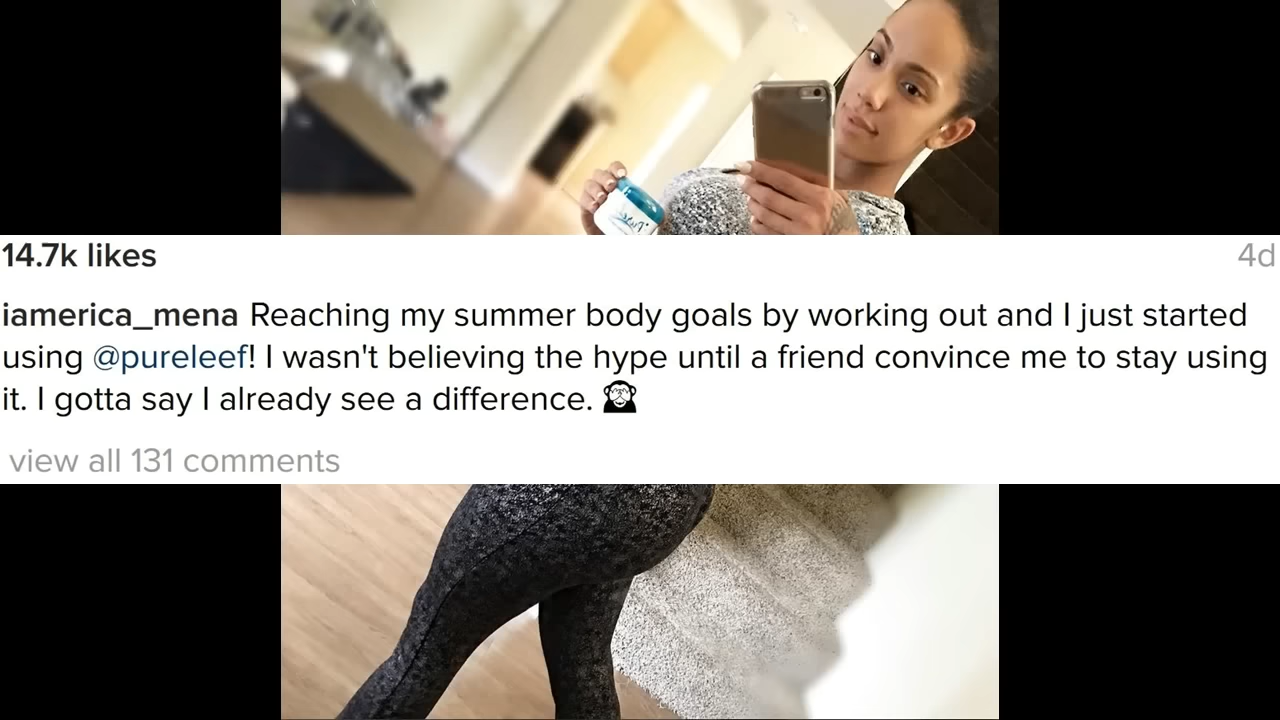 14.7k likes
4d
iamerica_mena Reaching my summer body goals by working out and I just started
using @pureleef! I wasn't believing the hype until a friend convince me to stay using
it. I gotta say I already see a difference. 🙈
view all 131 comments